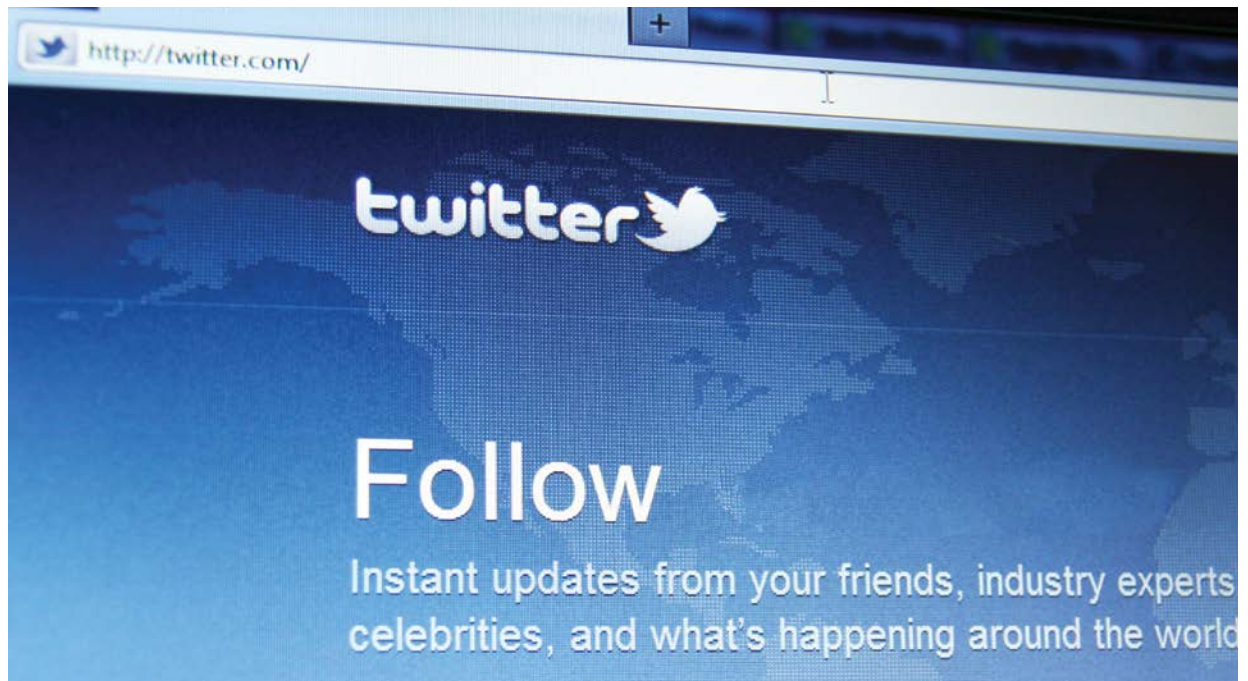 http://twitter.com/
twitter
Follow
Instant updates from your friends, industry experts
celebrities, and what's happening around the world